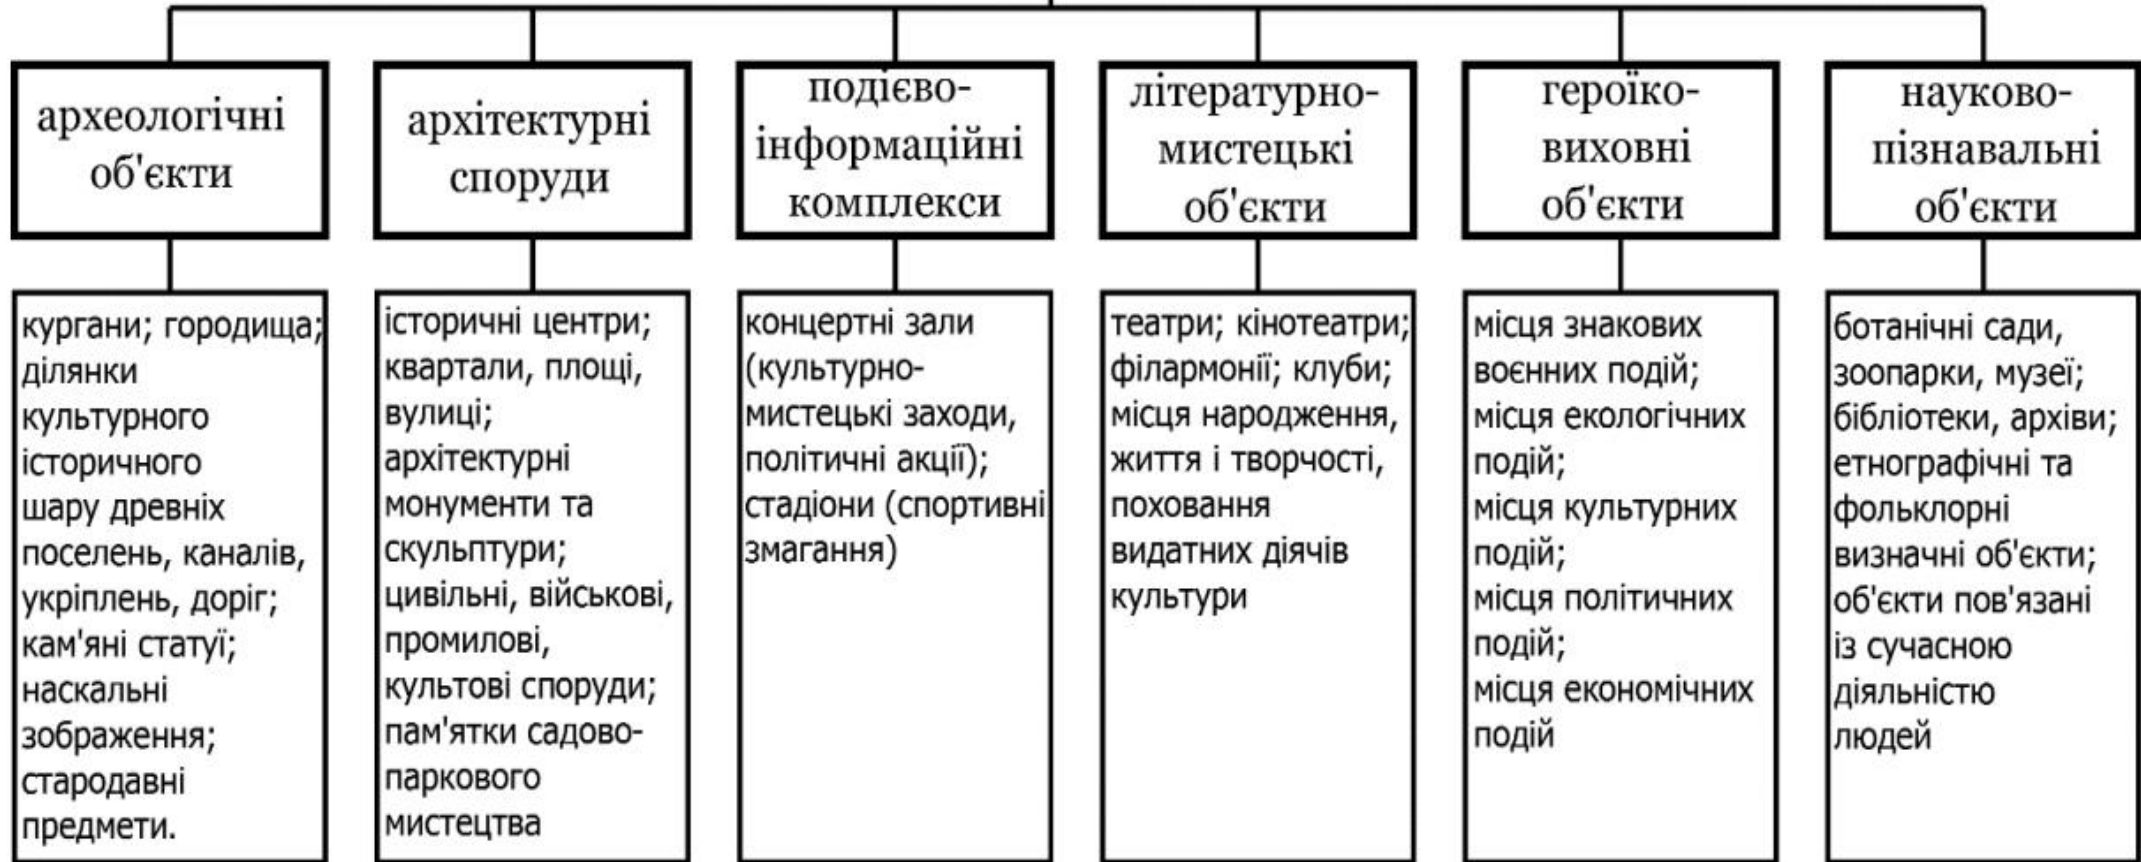 археологічні
об'єкти
архітектурні
споруди
подієво-
інформаційні
комплекси
літературно-
мистецькі
об'єкти
героїко-
виховні
об'єкти
науково-
пізнавальні
об'єкти
кургани; городища;
ділянки
культурного
історичного
шару древніх
поселень, каналів,
укріплень, доріг;
кам'яні статуї;
наскальні
зображення;
стародавні
предмети.
історичні центри;
квартали, площі,
вулиці;
архітектурні
монументи та
скульптури;
цивільні, військові,
промилові,
культові споруди;
пам'ятки садово-
паркового
мистецтва
концертні зали
(культурно-
мистецькі заходи,
політичні акції);
стадіони (спортивні
змагання)
театри; кінотеатри;
філармонії; клуби;
місця народження,
життя і творчості,
поховання
видатних діячів
культури
місця знакових
воєнних подій;
місця екологічних
подій;
місця культурних
подій;
місця політичних
подій;
місця економічних
подій
ботанічні сади,
зоопарки, музеї;
бібліотеки, архіви;
етнографічні та
фольклорні
визначні об'єкти;
об'єкти пов'язані
із сучасною
діяльністю
людей